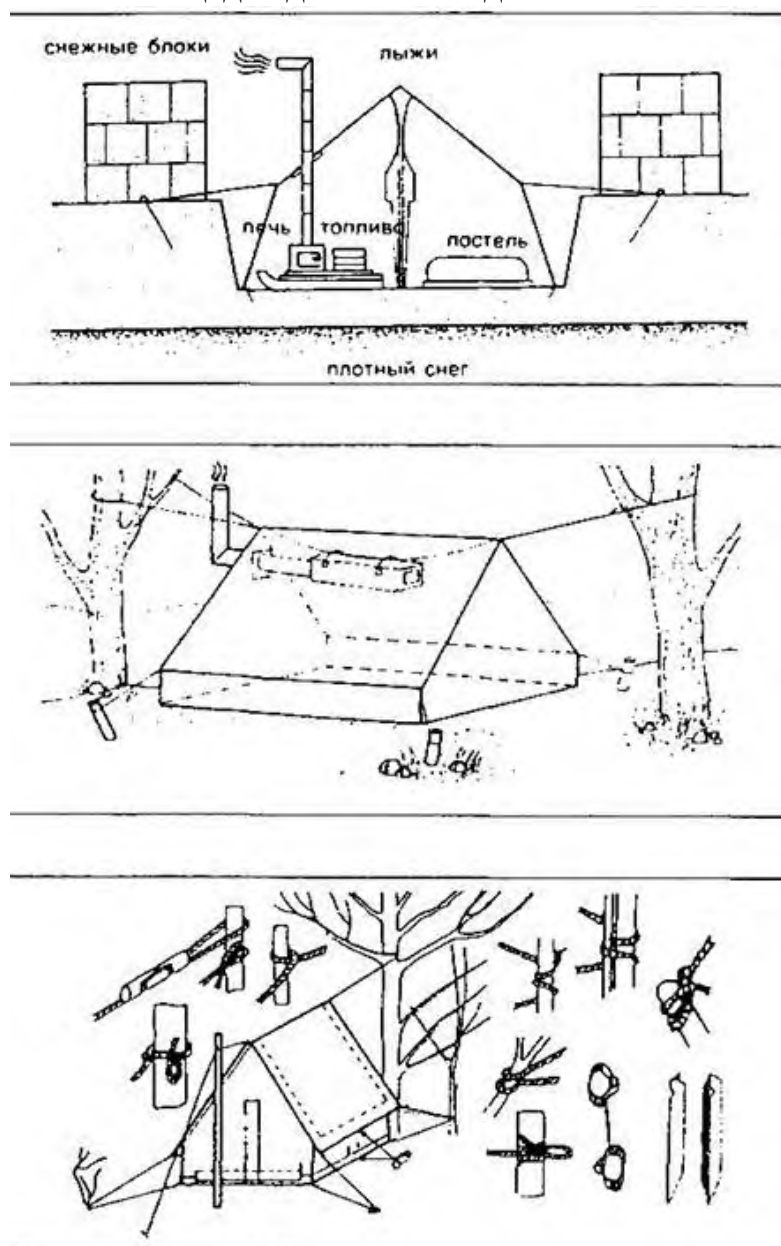 снежные блоки
лыжи
печь топливо
постель
плотный снег